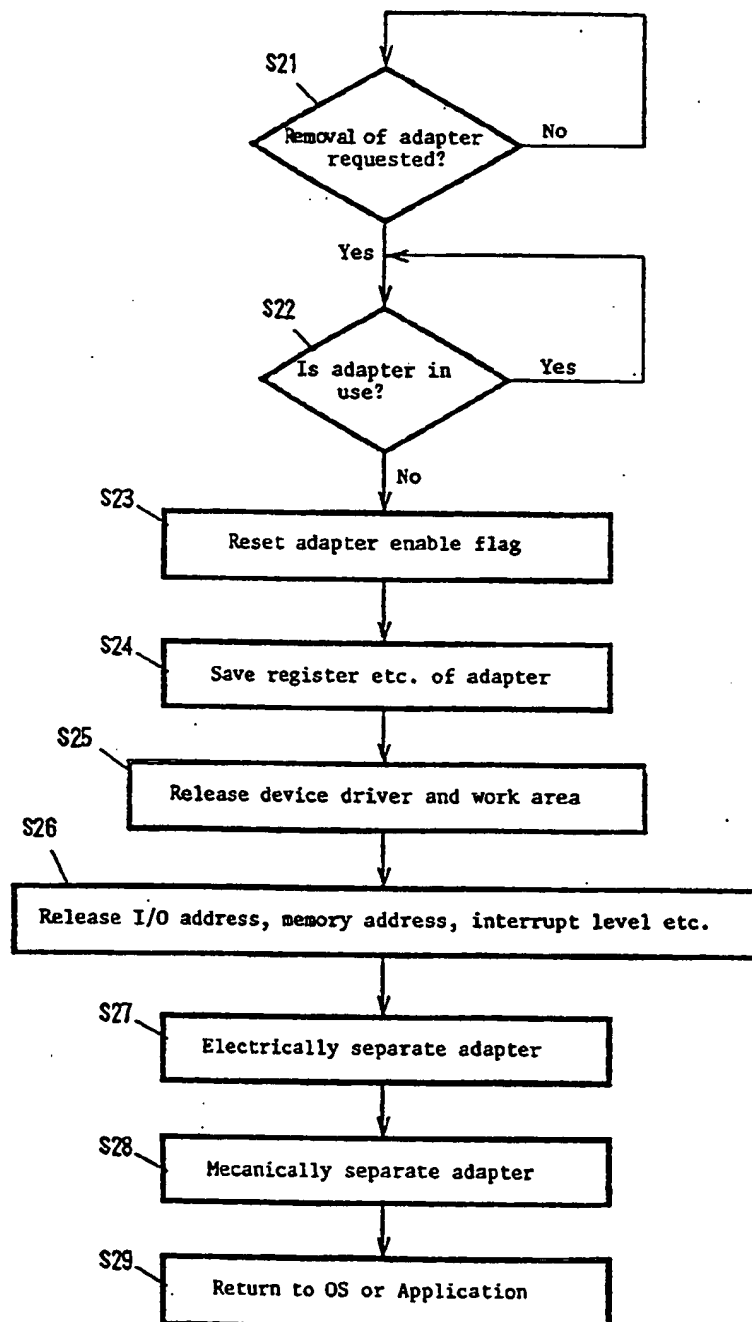 S21
Removal of adapter
requested?
No
Yes
S22
Is adapter in
use?
Yes
No
S23
Reset adapter enable flag
S24
Save register etc. of adapter
S25
Release device driver and work area
S26
Release I/O address, memory address, interrupt level etc.
S27
Electrically separate adapter
S28
Mecanically separate adapter
S29
Return to OS or Application